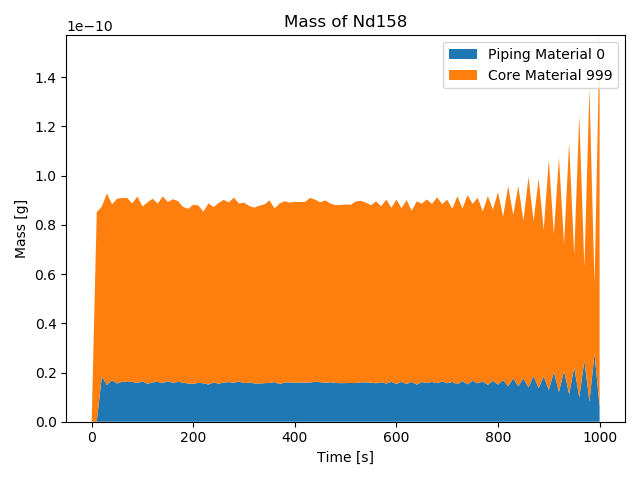 Mass of Nd158
1e−10
Piping Material 0
Core Material 999
Mass [g]
1.4
1.2
1.0
0.8
0.6
0.4
0.2
0.0
0 200 400 600 800 1000
Time [s]